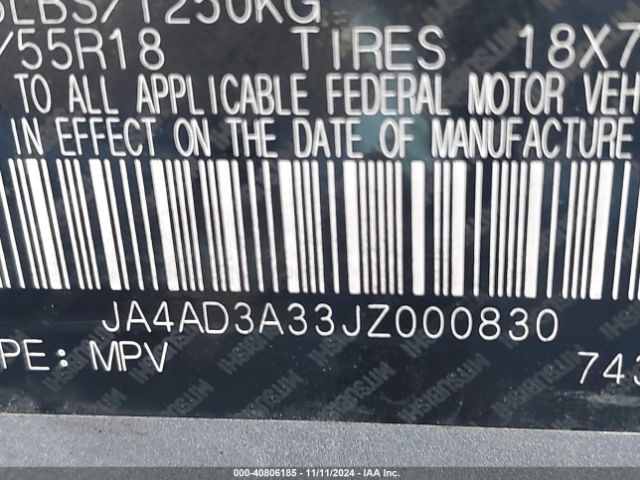 LBS/1250KG
/55R18 TIRES 18X7
TO ALL APPLICABLE FEDERAL MOTOR VEH
IN EFFECT ON THE DATE OF MANUFACTURE
JA4AD3A33JZ000830
PE: MPV 743
MITSUBISHI
000-40806185 - 11/11/2024 - IAA Inc.